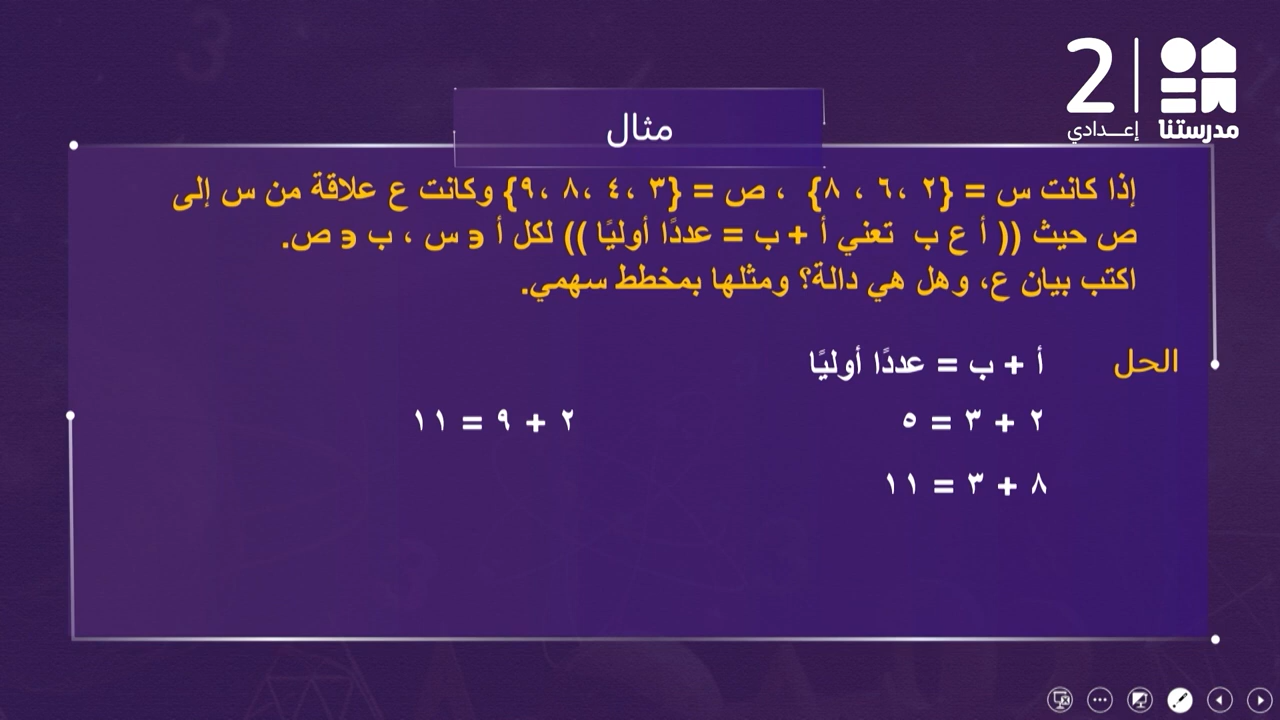 2
إعـدادي
مدرستنا
مثال
إذا كانت س = {٢ ،٦ ، ٨} ، ص = {٣ ،٤ ،٨ ،٩} وكانت ع علاقة من س إلى
ص حيث (( أ ع ب تعني أ + ب = عددًا أوليًا )) لكل أ ∈ س ، ب ∈ ص.
اكتب بيان ع، وهل هي دالة؟ ومثلها بمخطط سهمي.
الحل
أ + ب = عددًا أوليًا
٢ + ٣ = ٥
٢ + ٩ = ١١
٨ + ٣ = ١١